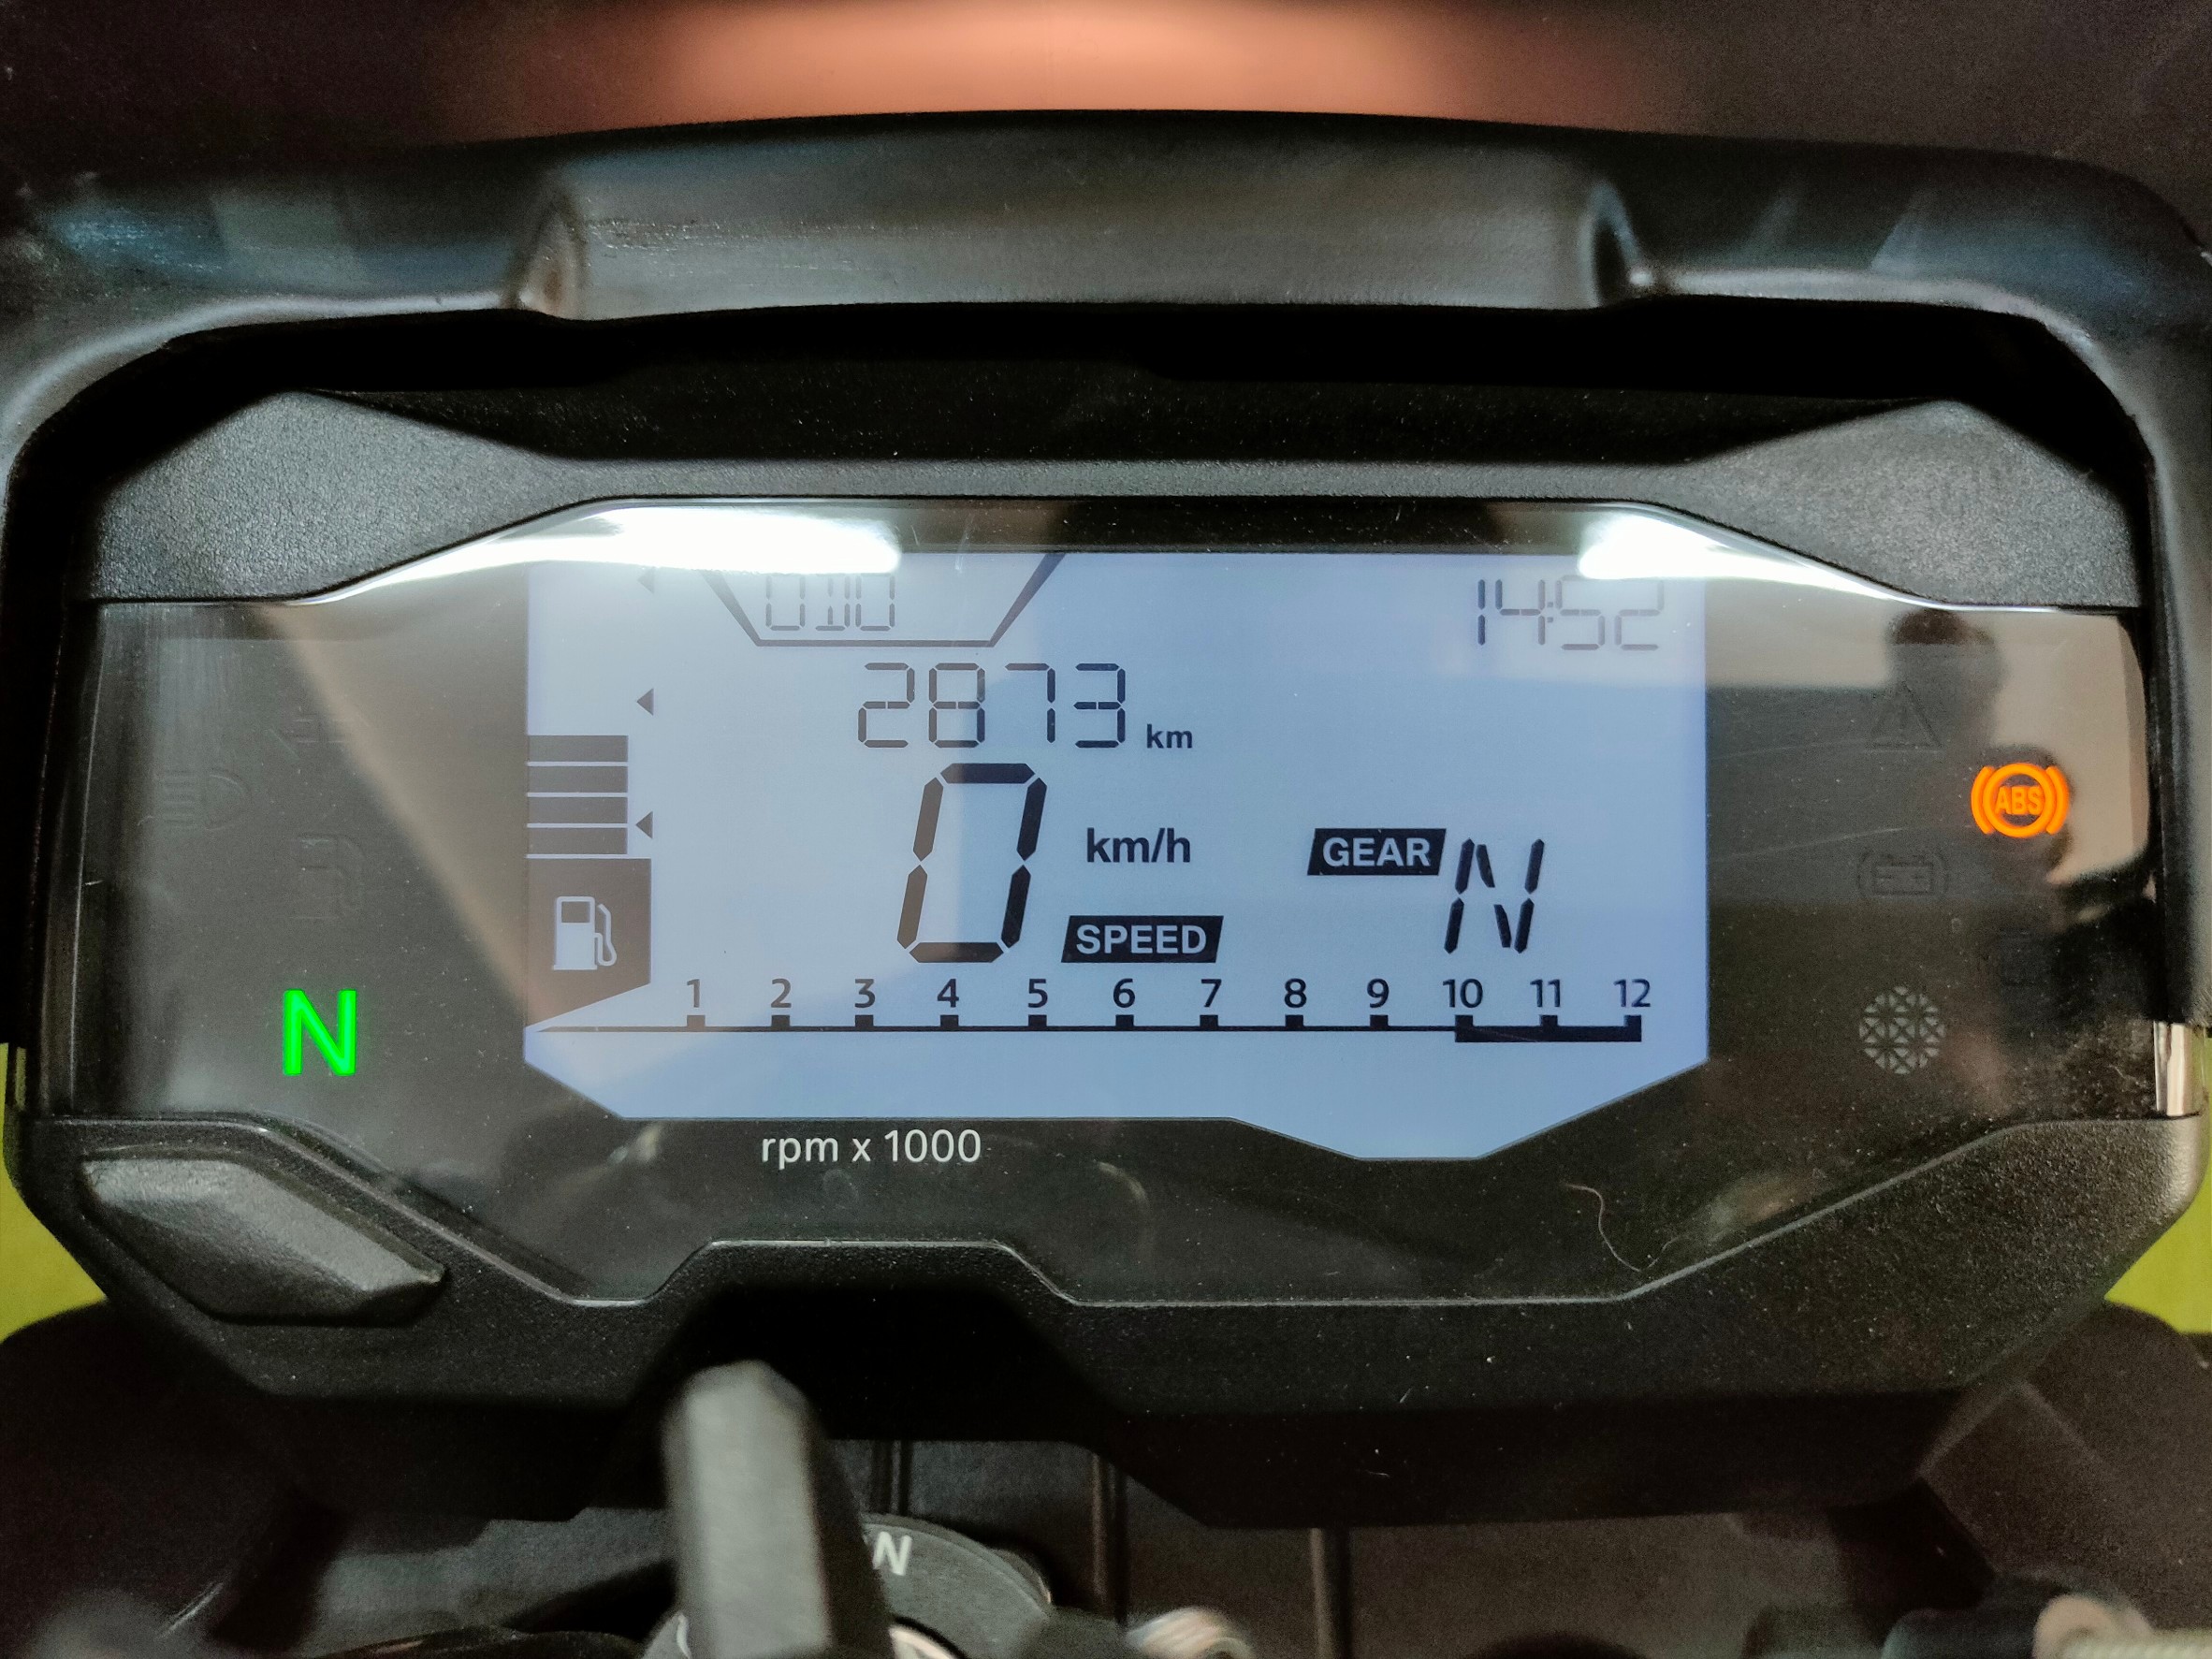 14:52
2873 km
0 km/h
GEAR N
SPEED
1 2 3 4 5 6 7 8 9 10 11 12
N
ABS
rpm x 1000
N